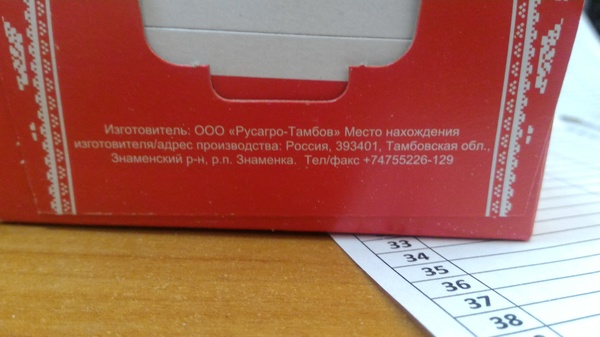 Изготовитель: ООО «Русагро-Тамбов» Место нахождения
изготовителя/адрес производства: Россия, 393401, Тамбовская обл.,
Знаменский р-н, р.п. Знаменка. Тел/факс +74755226-129
33
34
35
36
37
38